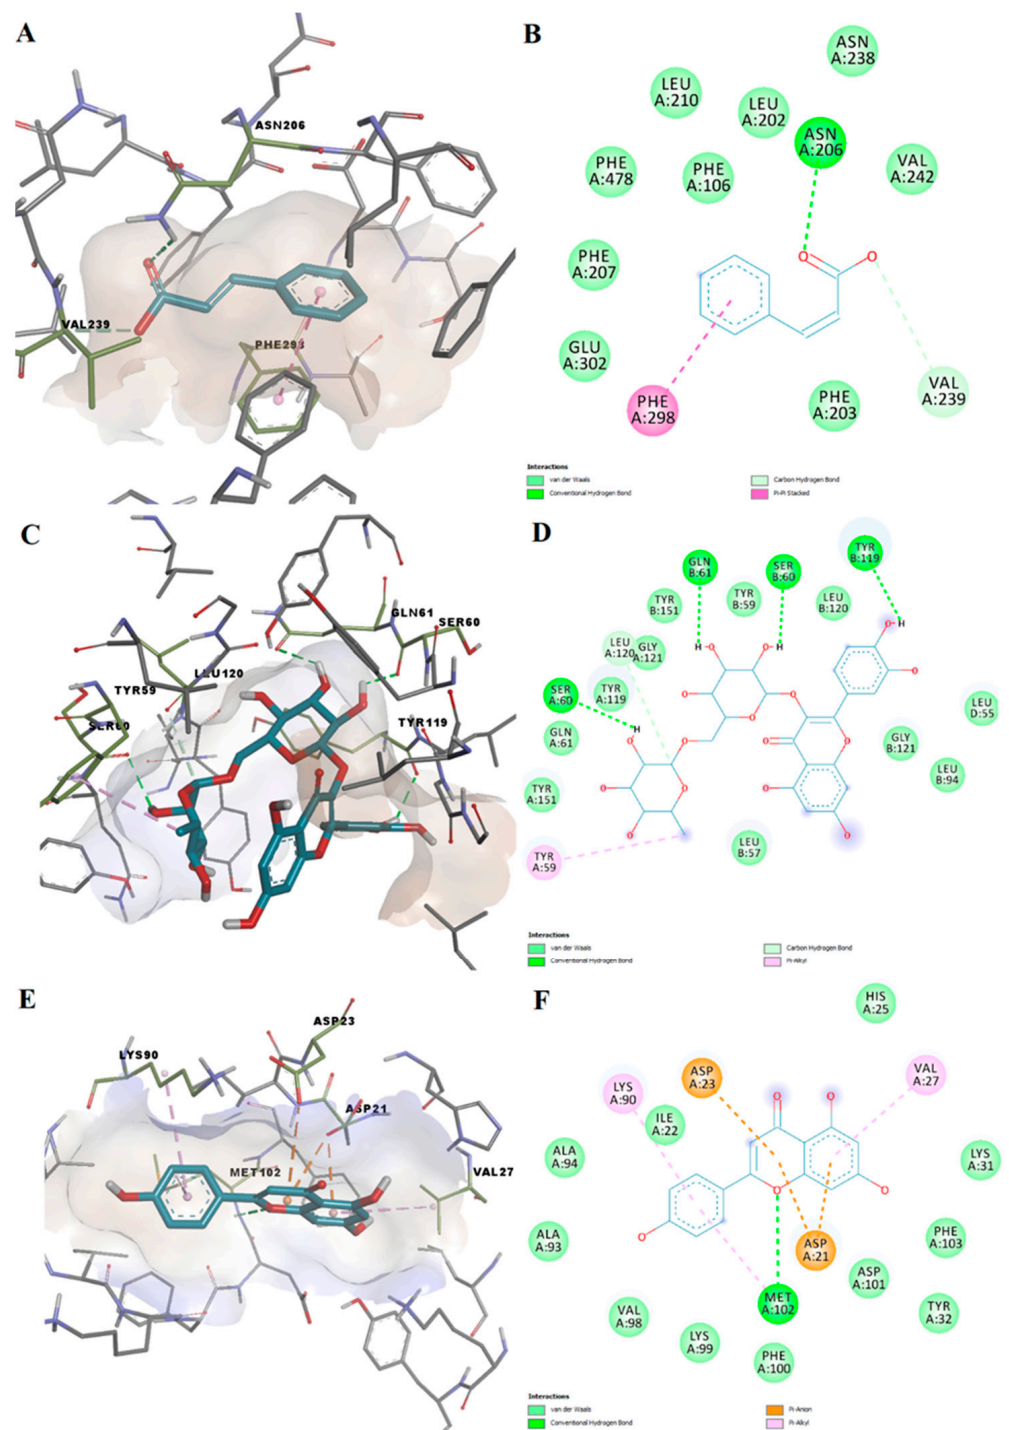 A
ASN206
VAL239
PHE298
B
ASN
A:238
LEU
A:210
LEU
A:202
ASN
A:206
PHE
A:478
PHE
A:106
VAL
A:242
PHE
A:207
GLU
A:302
PHE
A:298
PHE
A:203
VAL
A:239
O
O
Interactions
van der Waals
Conventional Hydrogen Bond
Carbon Hydrogen Bond
Pi-Pi Stacked
C
GLN61
SER60
LEU120
TYR59
SER60
TYR119
D
TYR
B:119
GLN
B:61
SER
B:60
TYR
B:151
TYR
B:59
LEU
B:120
LEU
A:120
GLY
A:121
SER
A:60
TYR
A:119
GLN
A:61
LEU
D:55
GLY
B:121
LEU
B:94
TYR
A:151
LEU
B:57
TYR
A:59
Interactions
van der Waals
Conventional Hydrogen Bond
Carbon Hydrogen Bond
Pi-Alkyl
E
ASP23
LYS90
ASP21
MET102
VAL27
F
HIS
A:25
ASP
A:23
VAL
A:27
LYS
A:90
ILE
A:22
ALA
A:94
LYS
A:31
ALA
A:93
ASP
A:21
PHE
A:103
ASP
A:101
MET
A:102
TYR
A:32
VAL
A:98
LYS
A:99
PHE
A:100
Interactions
van der Waals
Conventional Hydrogen Bond
Pi-Anion
Pi-Alkyl